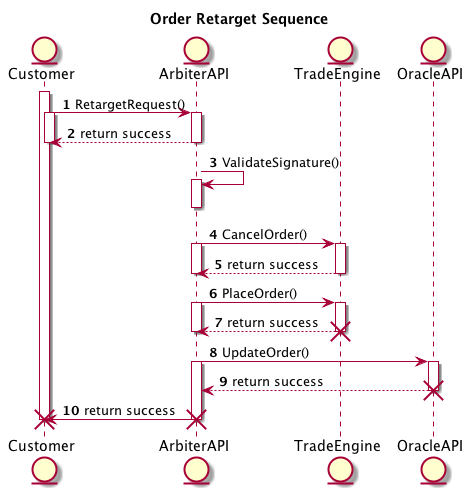 Order Retarget Sequence
Customer ArbiterAPI TradeEngine OracleAPI
1 RetargetRequest()
2 return success
3 ValidateSignature()
4 CancelOrder()
5 return success
6 PlaceOrder()
7 return success
8 UpdateOrder()
9 return success
10 return success
Customer ArbiterAPI TradeEngine OracleAPI